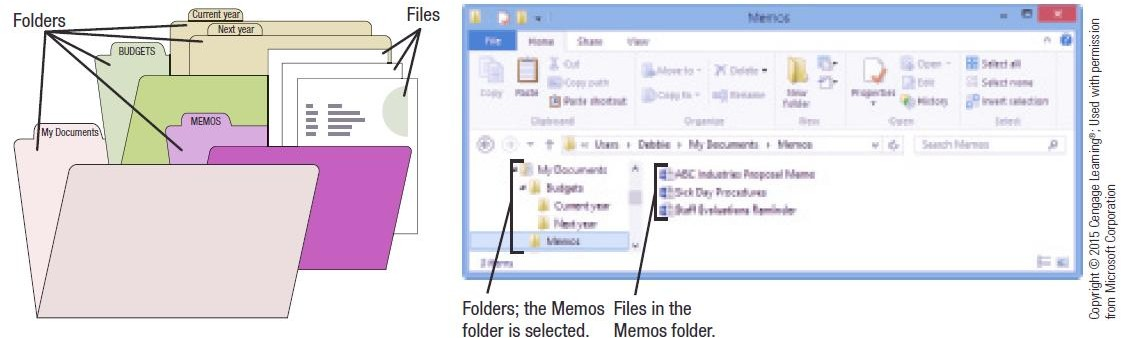 Folders
Files
Current year
Next year
BUDGETS
My Documents
MEMOS
Memos
File Home Share View
Copy
Paste
Cut
Copy path
Paste shortcut
Clipboard
Move to
Copy to
Delete
Rename
Organize
New folder
New
Properties
Open
Edit
History
Open
Select all
Select none
Invert selection
Select
« Users Debbie My Documents Memos
Search Memos
My Documents
Budgets
Current year
Next year
Memos
ABC Industries Proposal Memo
Sick Day Procedures
Staff Evaluations Reminder
3 items
Folders; the Memos
folder is selected.
Files in the
Memos folder.
Copyright © 2015 Cengage Learning®; Used with permission
from Microsoft Corporation